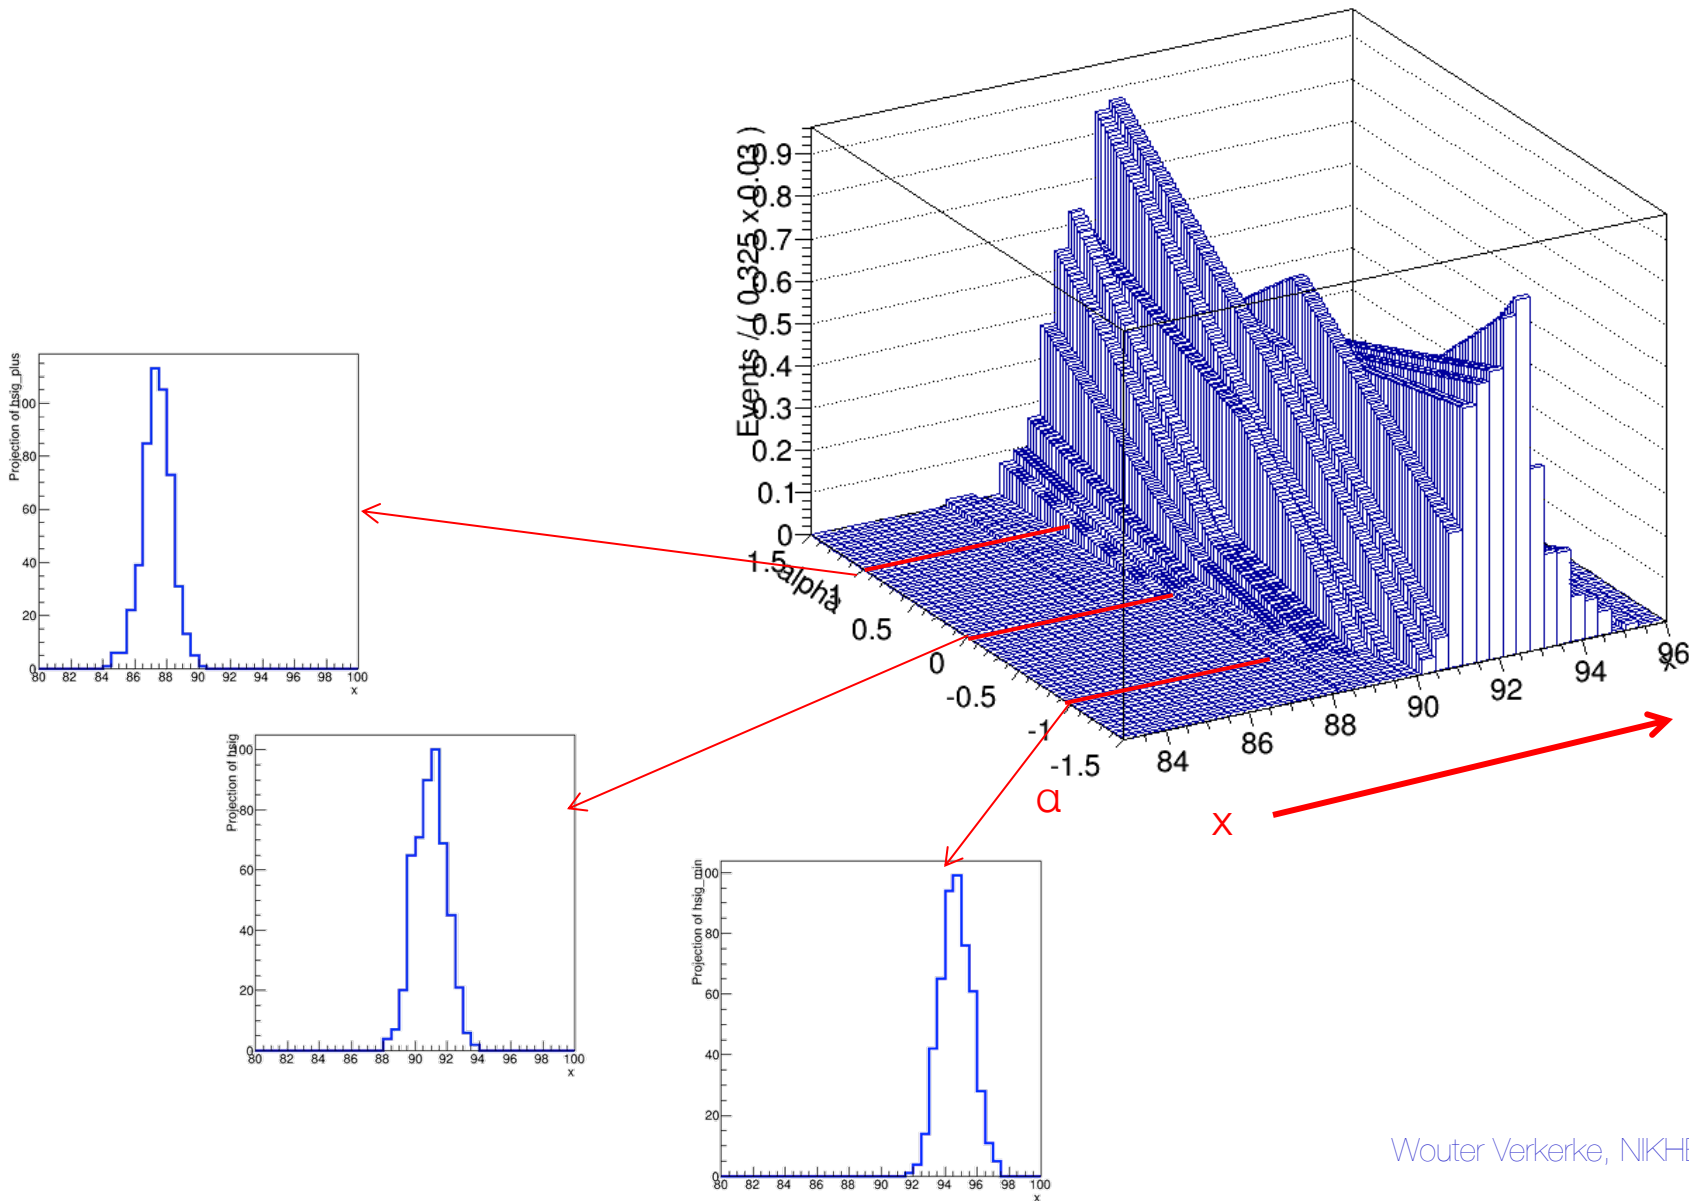 Events / ( 0.325 x 0.03 )
0.9
0.8
0.7
0.6
0.5
0.4
0.3
0.2
0.1
0
1.5
alpha
1
0.5
0
-0.5
-1
-1.5
84
86
88
90
92
94
96
x
α
x
Projection of hsig_plus
100
80
60
40
20
0
80 82 84 86 88 90 92 94 96 98 100
x
Projection of hsig
100
80
60
40
20
0
80 82 84 86 88 90 92 94 96 98 100
x
Projection of hsig_min
100
80
60
40
20
0
80 82 84 86 88 90 92 94 96 98 100
x
Wouter Verkerke, NIKHE